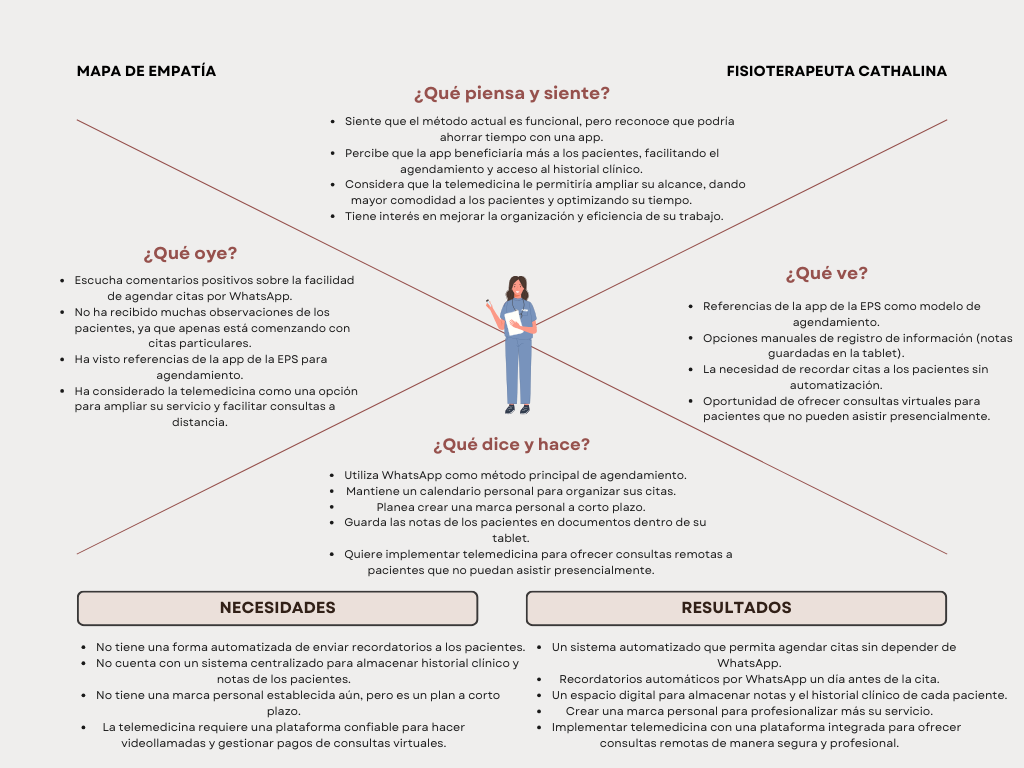 MAPA DE EMPATÍA
FISIOTERAPEUTA CATHALINA
¿Qué piensa y siente?
• Siente que el método actual es funcional, pero reconoce que podría
ahorrar tiempo con una app.
• Percibe que la app beneficiaría más a los pacientes, facilitando el
agendamiento y acceso al historial clínico.
• Considera que la telemedicina le permitiría ampliar su alcance, dando
mayor comodidad a los pacientes y optimizando su tiempo.
• Tiene interés en mejorar la organización y eficiencia de su trabajo.
¿Qué oye?
• Escucha comentarios positivos sobre la facilidad
de agendar citas por WhatsApp.
• No ha recibido muchas observaciones de los
pacientes, ya que apenas está comenzando con
citas particulares.
• Ha visto referencias de la app de la EPS para
agendamiento.
• Ha considerado la telemedicina como una opción
para ampliar su servicio y facilitar consultas a
distancia.
¿Qué ve?
• Referencias de la app de la EPS como modelo de
agendamiento.
• Opciones manuales de registro de información (notas
guardadas en la tablet).
• La necesidad de recordar citas a los pacientes sin
automatización.
• Oportunidad de ofrecer consultas virtuales para
pacientes que no pueden asistir presencialmente.
¿Qué dice y hace?
• Utiliza WhatsApp como método principal de agendamiento.
• Mantiene un calendario personal para organizar sus citas.
• Planea crear una marca personal a corto plazo.
• Guarda las notas de los pacientes en documentos dentro de su
tablet.
• Quiere implementar telemedicina para ofrecer consultas remotas a
pacientes que no puedan asistir presencialmente.
NECESIDADES
• No tiene una forma automatizada de enviar recordatorios a los pacientes.
• No cuenta con un sistema centralizado para almacenar historial clínico y
notas de los pacientes.
• No tiene una marca personal establecida aún, pero es un plan a corto
plazo.
• La telemedicina requiere una plataforma confiable para hacer
videollamadas y gestionar pagos de consultas virtuales.
RESULTADOS
• Un sistema automatizado que permita agendar citas sin depender de
WhatsApp.
• Recordatorios automáticos por WhatsApp un día antes de la cita.
• Un espacio digital para almacenar notas y el historial clínico de cada paciente.
• Crear una marca personal para profesionalizar más su servicio.
• Implementar telemedicina con una plataforma integrada para ofrecer
consultas remotas de manera segura y profesional.